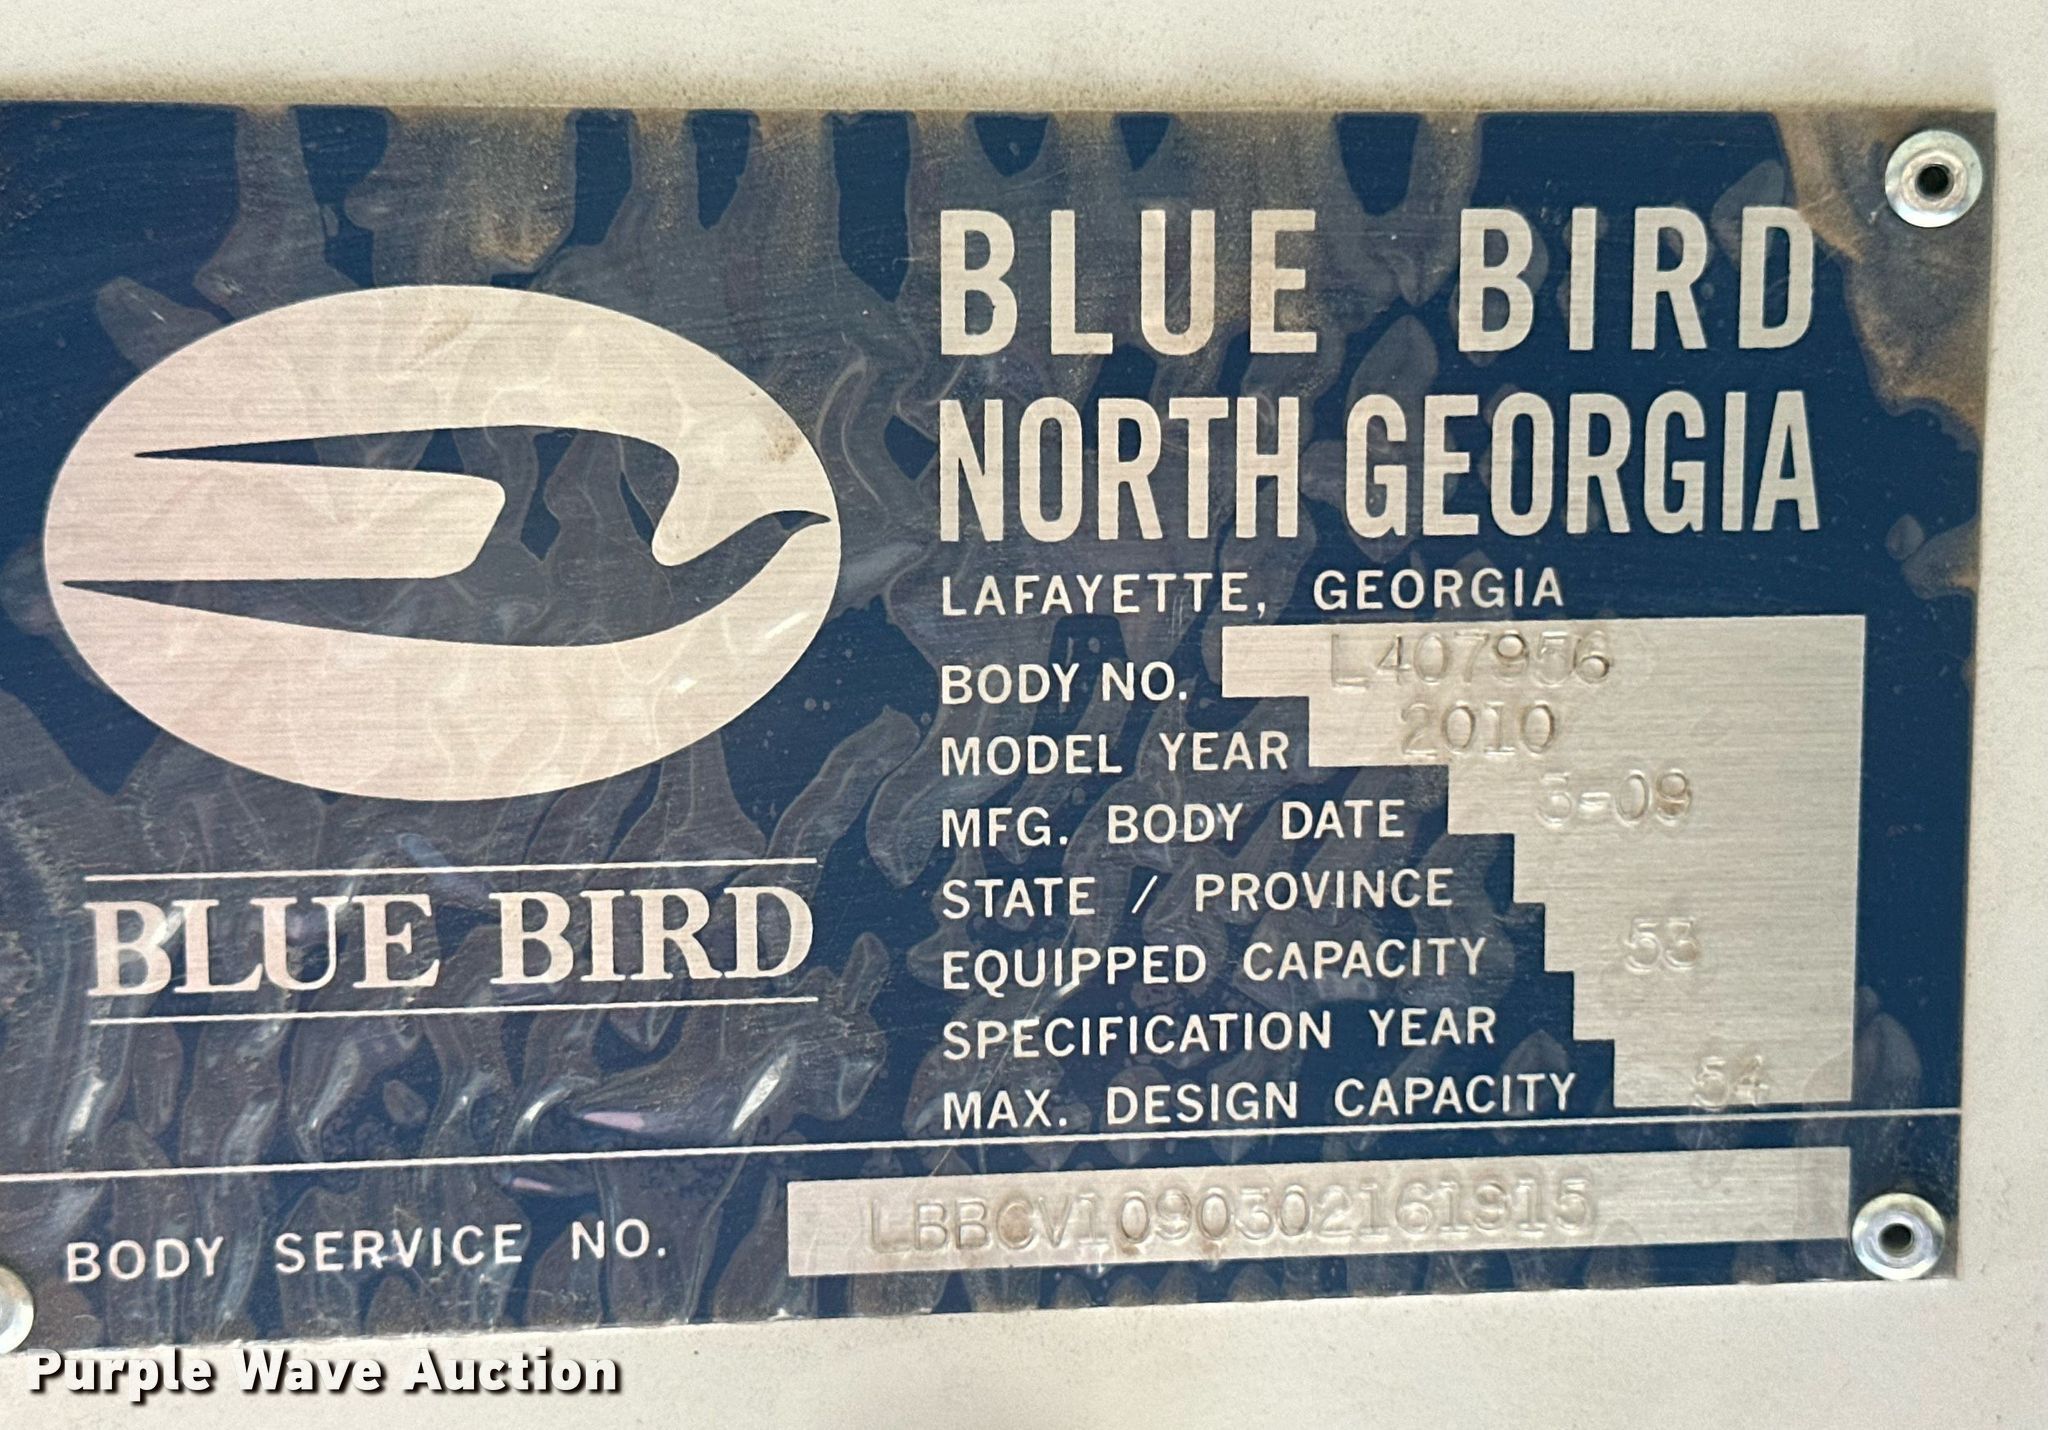 BLUE BIRD
NORTH GEORGIA
LAFAYETTE, GEORGIA
BODY NO. L407956
MODEL YEAR 2010
MFG. BODY DATE 3-09
STATE / PROVINCE
EQUIPPED CAPACITY 53
SPECIFICATION YEAR
MAX. DESIGN CAPACITY 54
BLUE BIRD
BODY SERVICE NO.
Purple Wave Auction